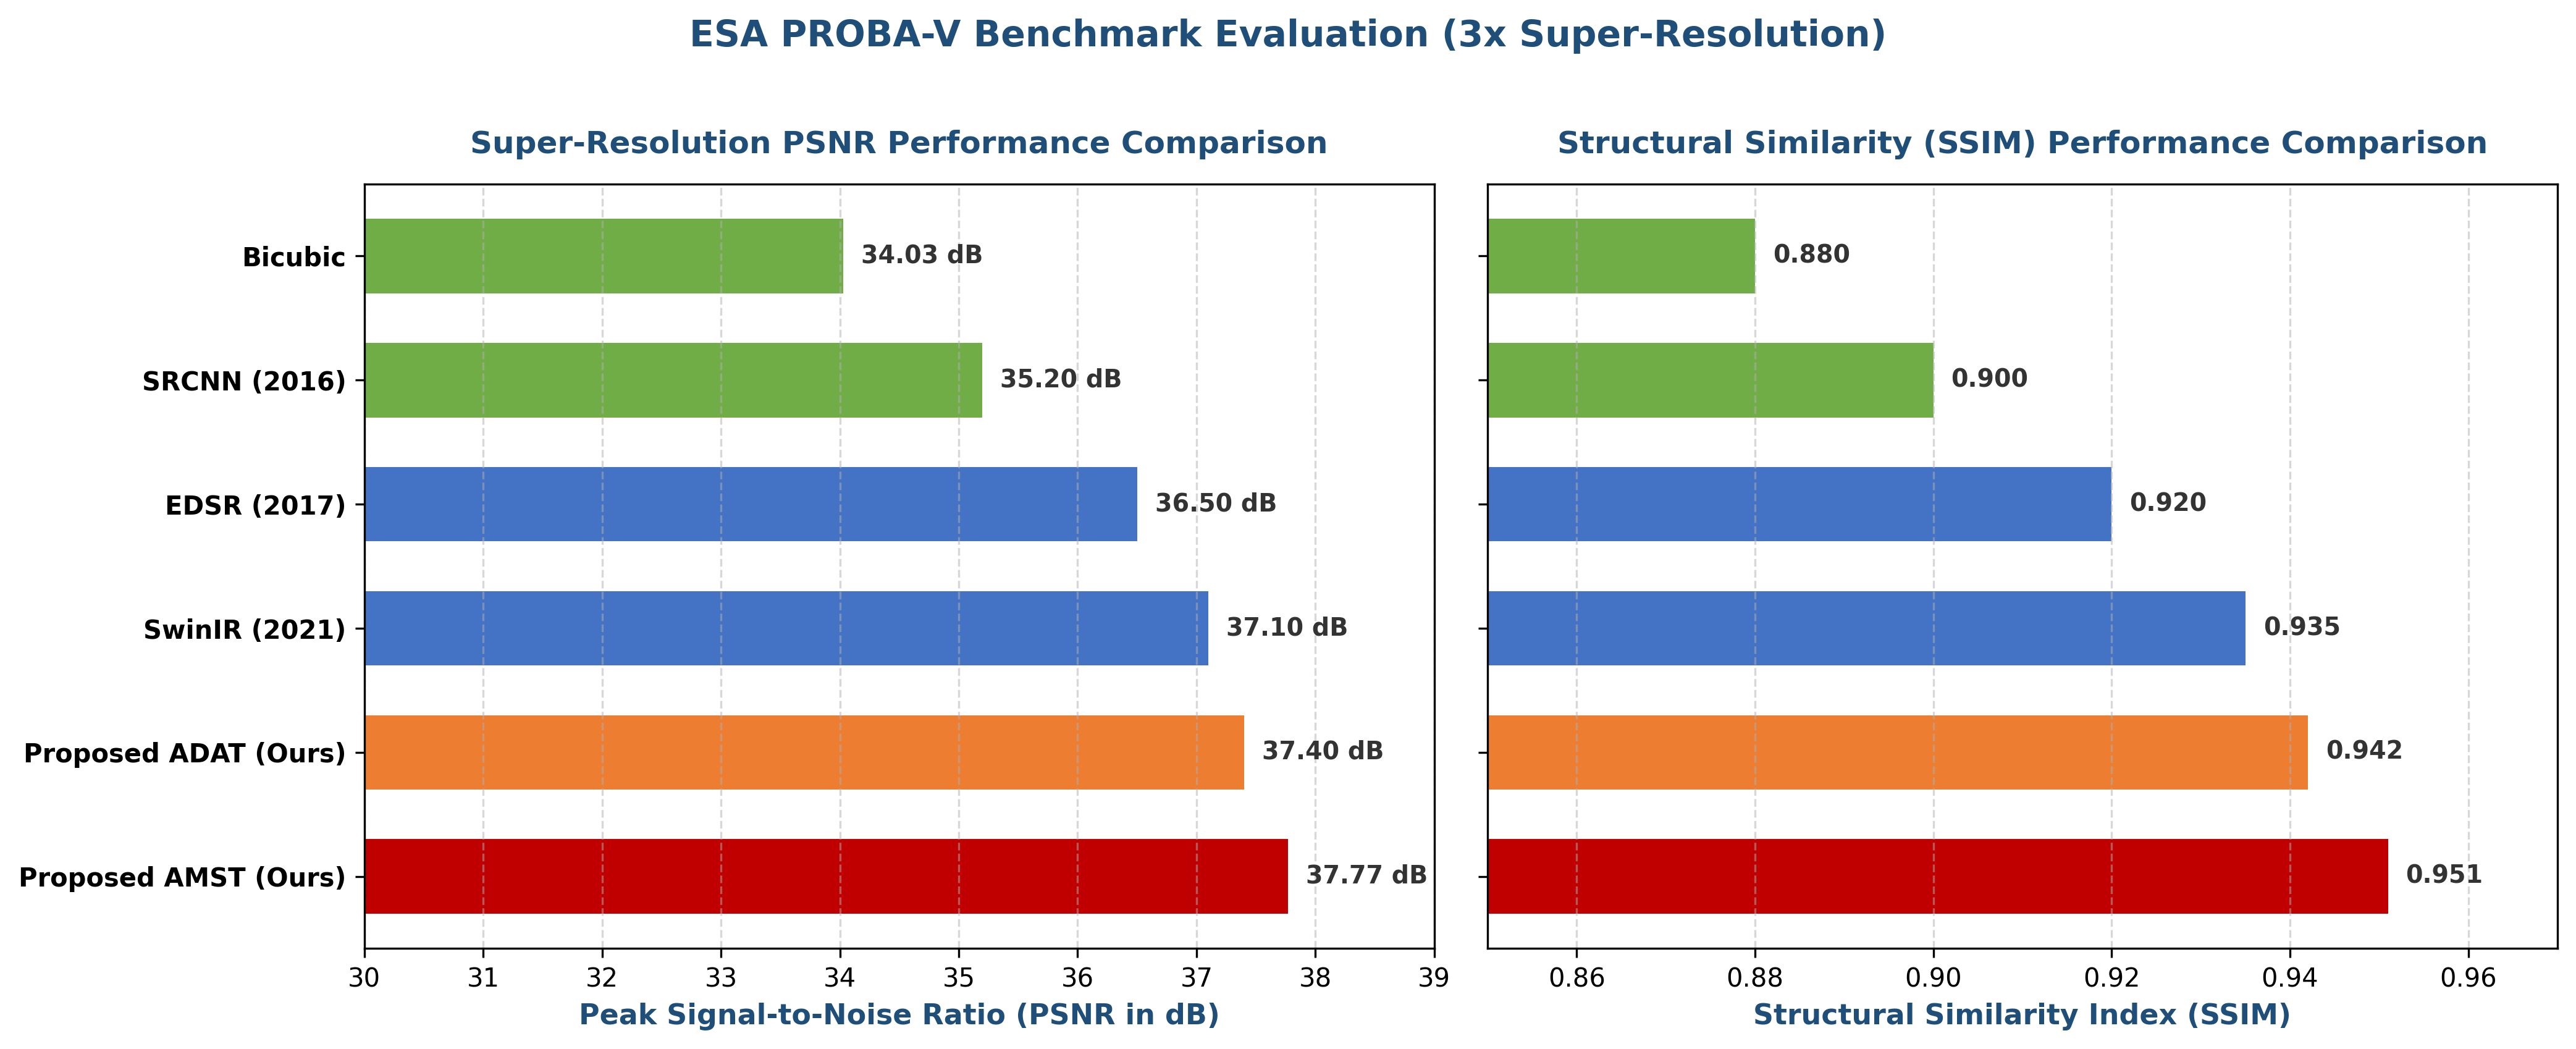 ESA PROBA-V Benchmark Evaluation (3x Super-Resolution)
Super-Resolution PSNR Performance Comparison
Bicubic
34.03 dB
SRCNN (2016)
35.20 dB
EDSR (2017)
36.50 dB
SwinIR (2021)
37.10 dB
Proposed ADAT (Ours)
37.40 dB
Proposed AMST (Ours)
37.77 dB
30 31 32 33 34 35 36 37 38 39
Peak Signal-to-Noise Ratio (PSNR in dB)
Structural Similarity (SSIM) Performance Comparison
0.880
0.900
0.920
0.935
0.942
0.951
0.86 0.88 0.90 0.92 0.94 0.96
Structural Similarity Index (SSIM)